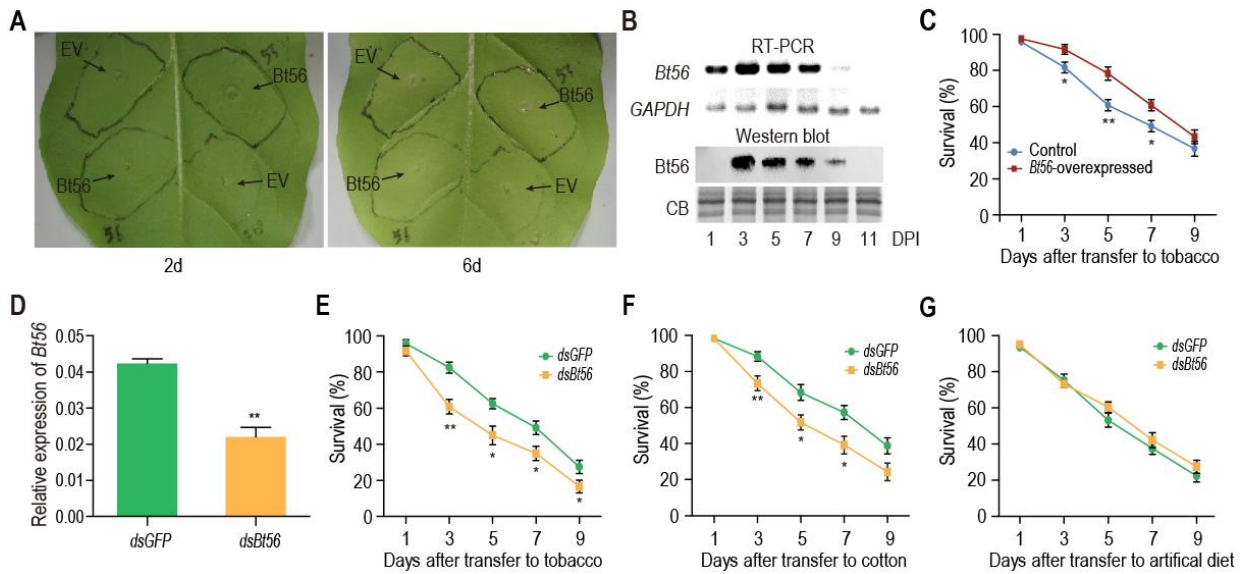 A
EV
Bt56
Bt56
EV
56
2d
EV
Bt56
Bt56
EV
56
6d
B
RT-PCR
Bt56
GAPDH
Western blot
Bt56
CB
1 3 5 7 9 11 DPI
C
100
80
60
40
20
0
Survival (%)
Control
Bt56-overexpressed
* ** *
1 3 5 7 9
Days after transfer to tobacco
D
0.05
0.04
0.03
0.02
0.01
0.00
Relative expression of Bt56
**
dsGFP dsBt56
E
100
80
60
40
20
0
Survival (%)
dsGFP
dsBt56
** * * *
1 3 5 7 9
Days after transfer to tobacco
F
100
80
60
40
20
0
Survival (%)
dsGFP
dsBt56
** * *
1 3 5 7 9
Days after transfer to cotton
G
100
80
60
40
20
0
Survival (%)
dsGFP
dsBt56
1 3 5 7 9
Days after transfer to artifical diet